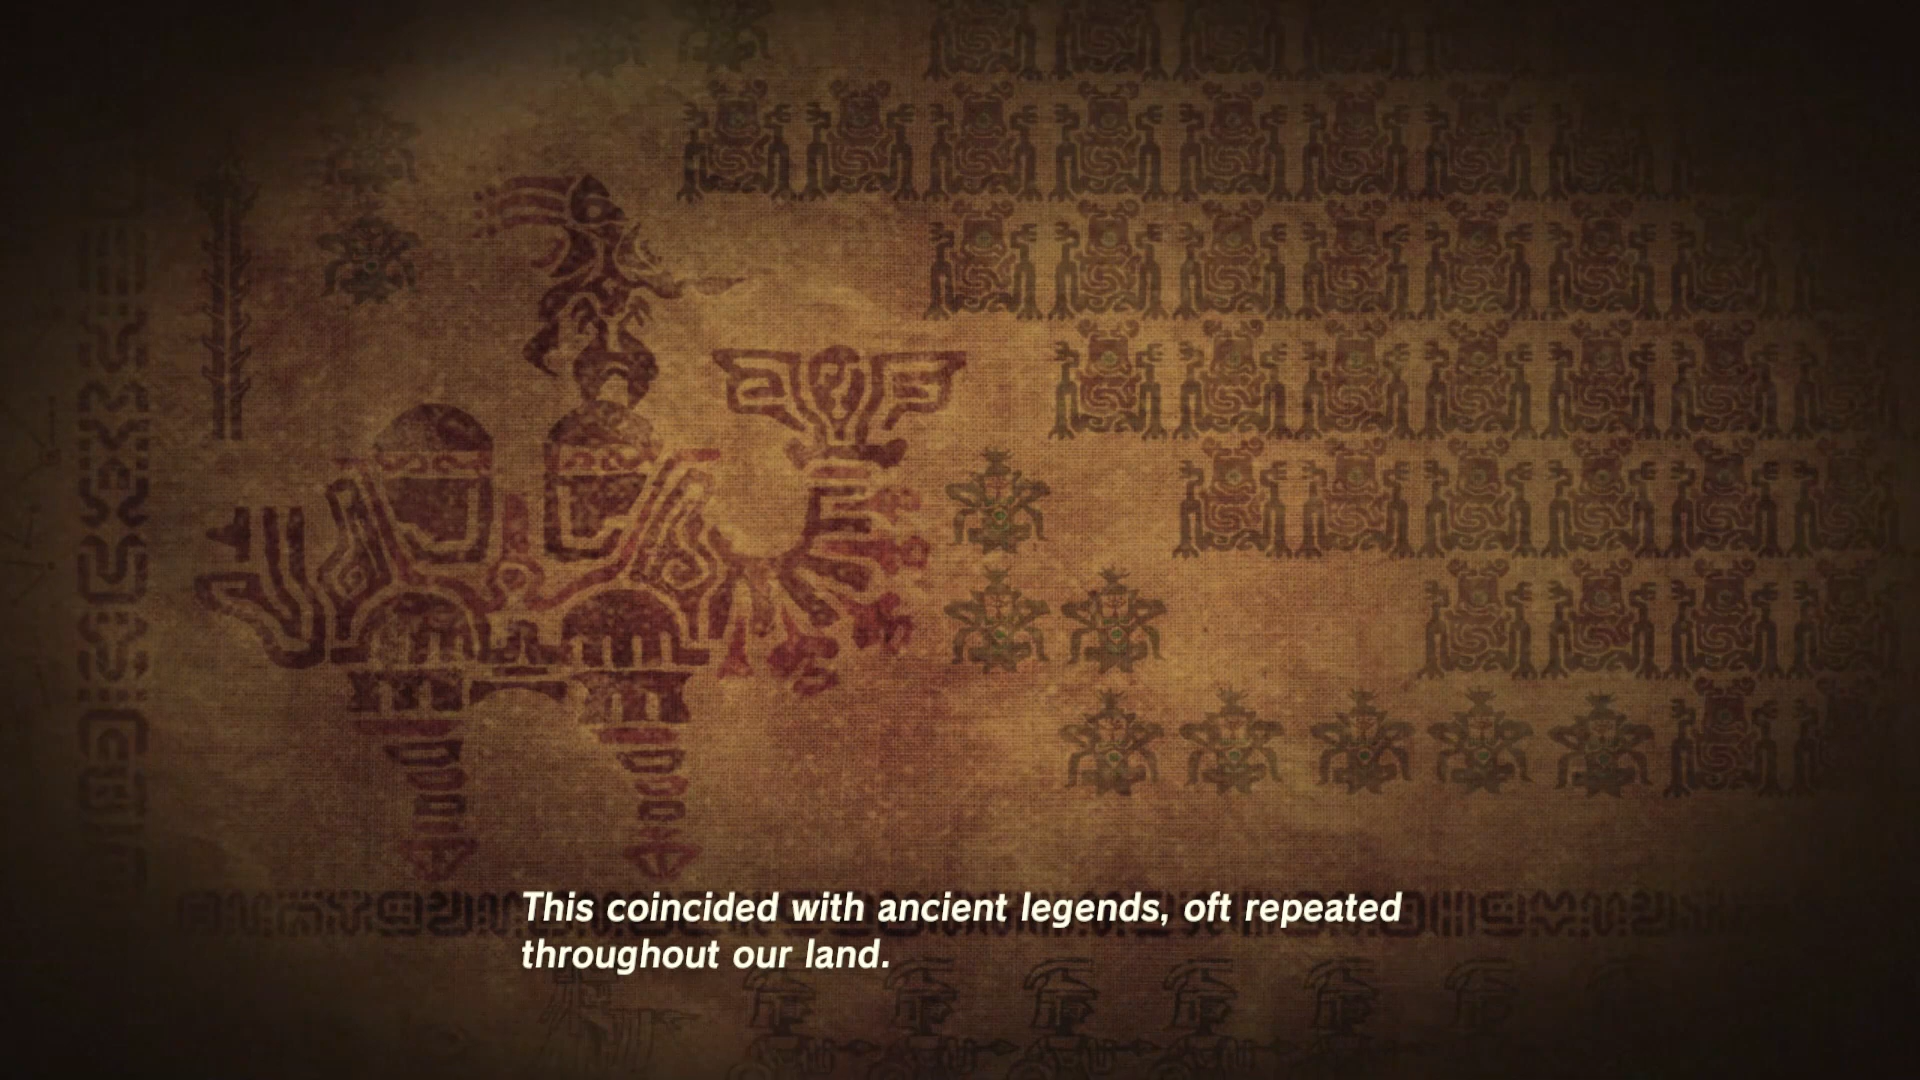 This coincided with ancient legends, oft repeated
throughout our land.